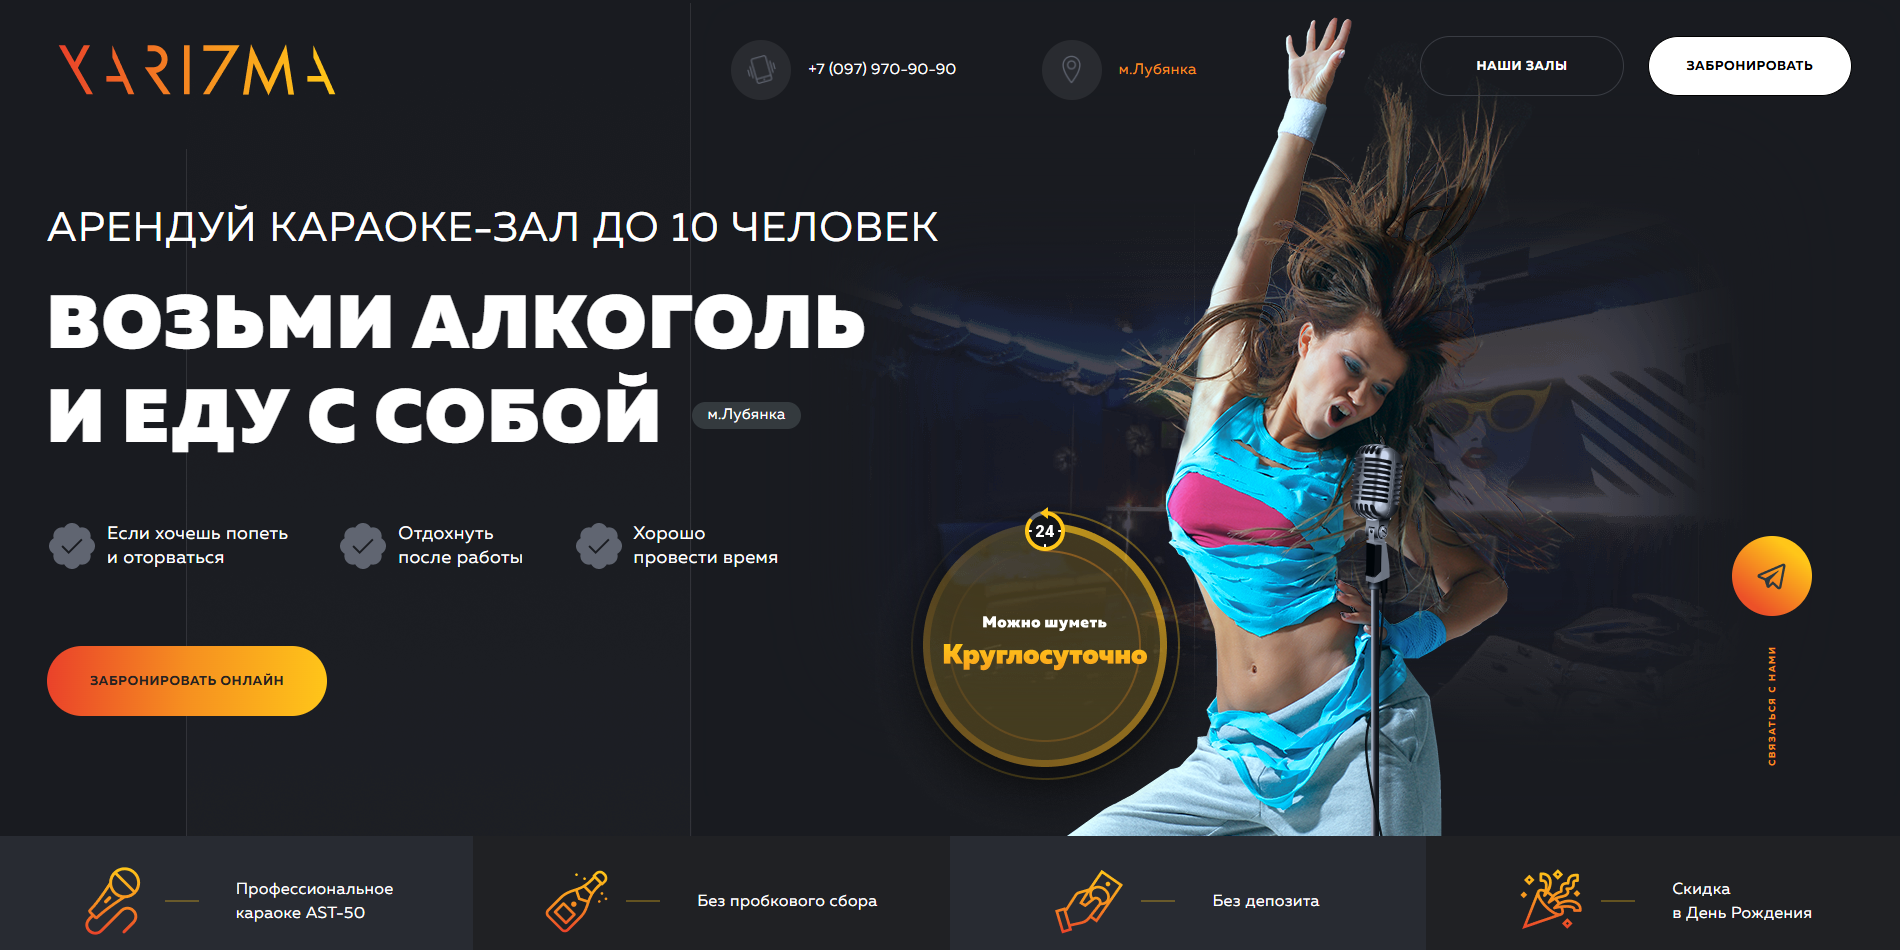 XARI7MA
+7 (097) 970-90-90
м.Лубянка
НАШИ ЗАЛЫ
ЗАБРОНИРОВАТЬ
АРЕНДУЙ КАРАОКЕ-ЗАЛ ДО 10 ЧЕЛОВЕК
ВОЗЬМИ АЛКОГОЛЬ
И ЕДУ С СОБОЙ
м.Лубянка
Если хочешь попеть
и оторваться
Отдохнуть
после работы
Хорошо
провести время
24
Можно шуметь
Круглосуточно
ЗАБРОНИРОВАТЬ ОНЛАЙН
СВЯЗАТЬСЯ С НАМИ
Профессиональное
караоке AST-50
Без пробкового сбора
Без депозита
Скидка
в День Рождения